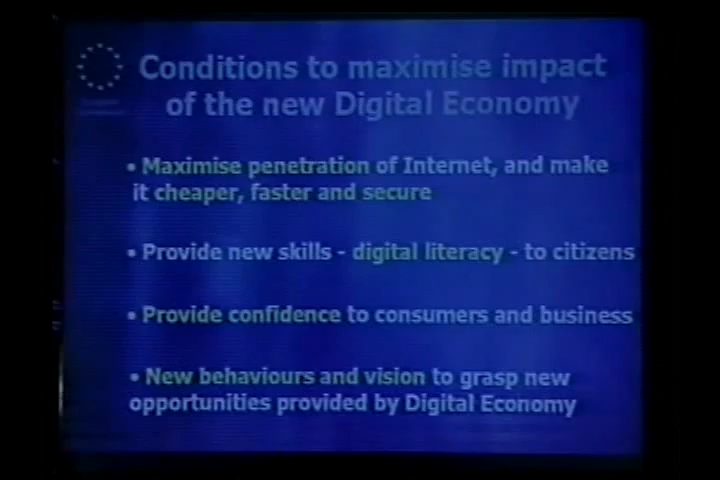 Conditions to maximise impact
of the new Digital Economy
• Maximise penetration of Internet, and make
it cheaper, faster and secure
• Provide new skills - digital literacy - to citizens
• Provide confidence to consumers and business
• New behaviours and vision to grasp new
opportunities provided by Digital Economy